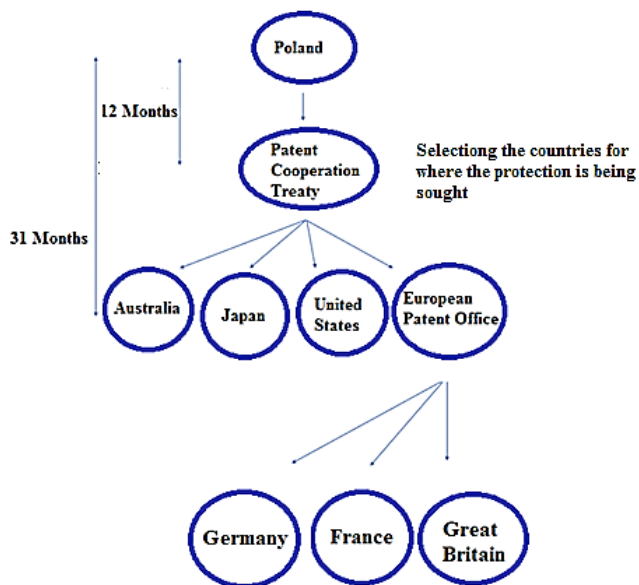 Poland
12 Months
Patent
Cooperation
Treaty
Selectiong the countries for
where the protection is being
sought
31 Months
Australia
Japan
United
States
European
Patent Office
Germany
France
Great
Britain